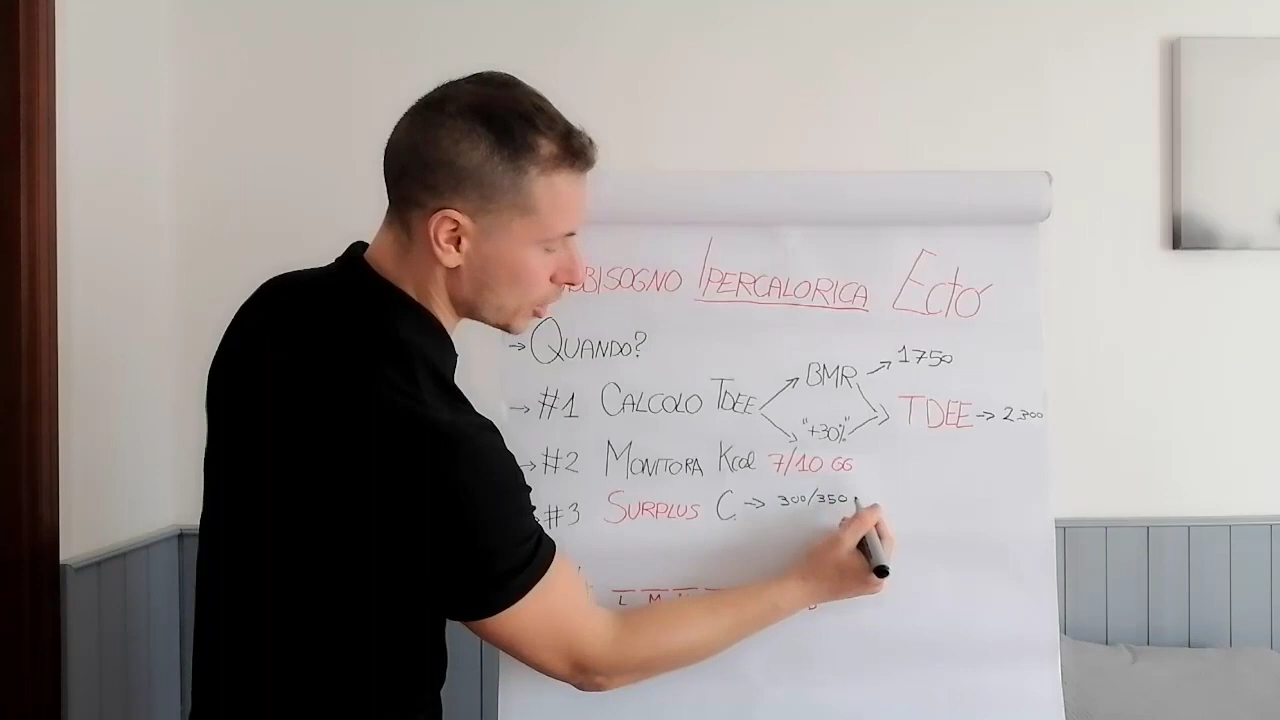 BISOGNO IPERCALORICA Ecto
→ QUANDO?
→ 1750
BMR
→ #1 CALCOLO TDEE
TDEE → 2300
"+30%"
→ #2 MONITORA Kcal 7/10 GG
→ #3 SURPLUS C. → 300/350
L M